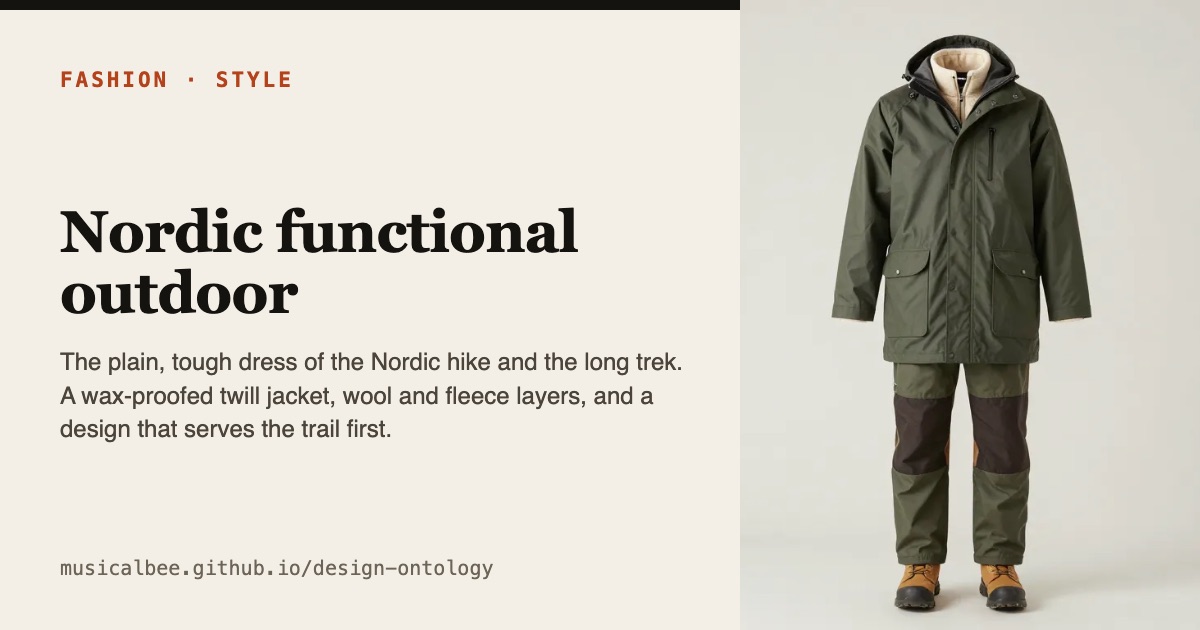 FASHION · STYLE
Nordic functional
outdoor
The plain, tough dress of the Nordic hike and the long trek.
A wax-proofed twill jacket, wool and fleece layers, and a
design that serves the trail first.
musicalbee.github.io/design-ontology